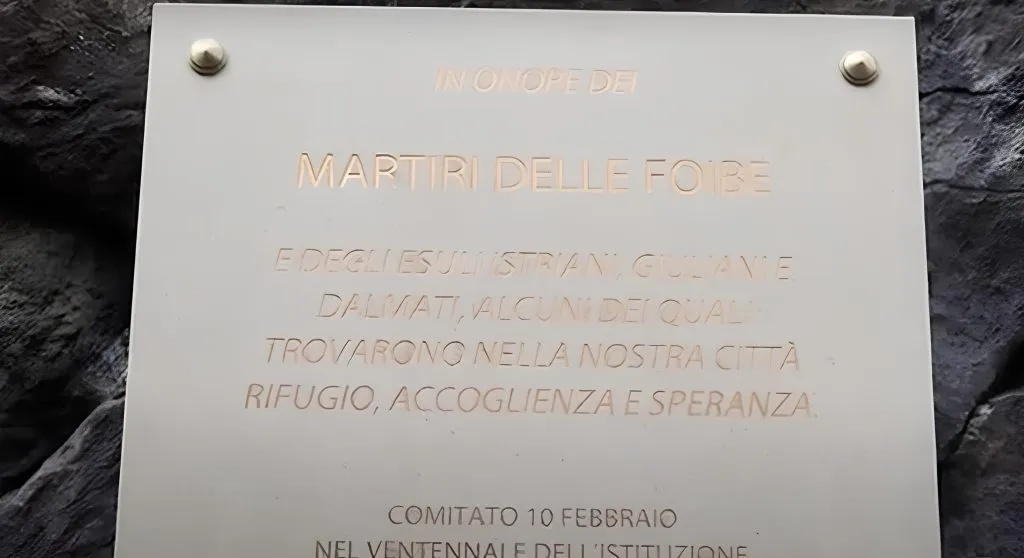 IN ONORE DEI
MARTIRI DELLE FOIBE
E DEGLI ESULI ISTRIANI, GIULIANI E
DALMATI, ALCUNI DEI QUALI
TROVARONO NELLA NOSTRA CITTÀ
RIFUGIO, ACCOGLIENZA E SPERANZA.
COMITATO 10 FEBBRAIO
NEL VENTENNALE DELL'ISTITUZIONE